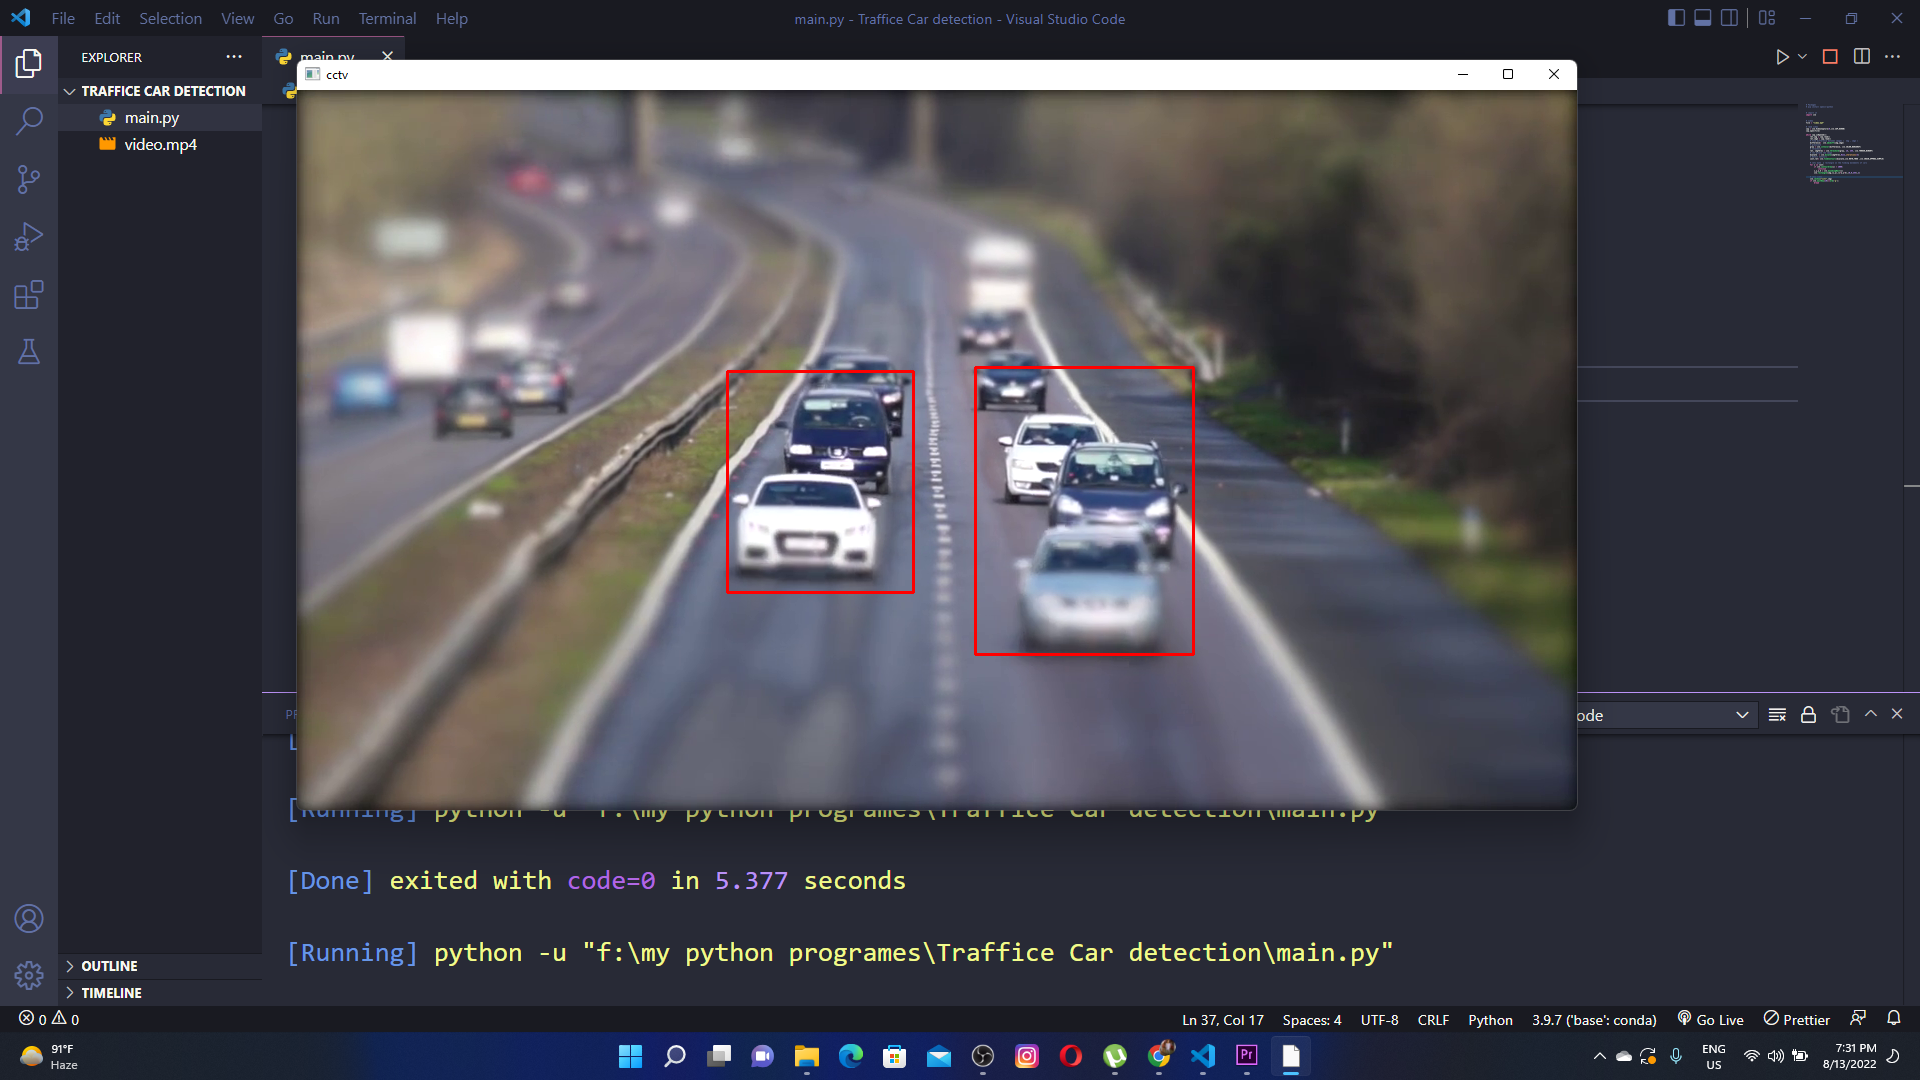 File Edit Selection View Go Run Terminal Help
main.py - Traffice Car detection - Visual Studio Code
EXPLORER
main.py
cctv
TRAFFICE CAR DETECTION
main.py
video.mp4
ode
[Running] python -u "f:\my python programes\Traffice Car detection\main.py"
[Done] exited with code=0 in 5.377 seconds
[Running] python -u "f:\my python programes\Traffice Car detection\main.py"
OUTLINE
TIMELINE
0 0
Ln 37, Col 17 Spaces: 4 UTF-8 CRLF Python 3.9.7 ('base': conda) Go Live Prettier
91°F
Haze
Pr
ENG
US
7:31 PM
8/13/2022